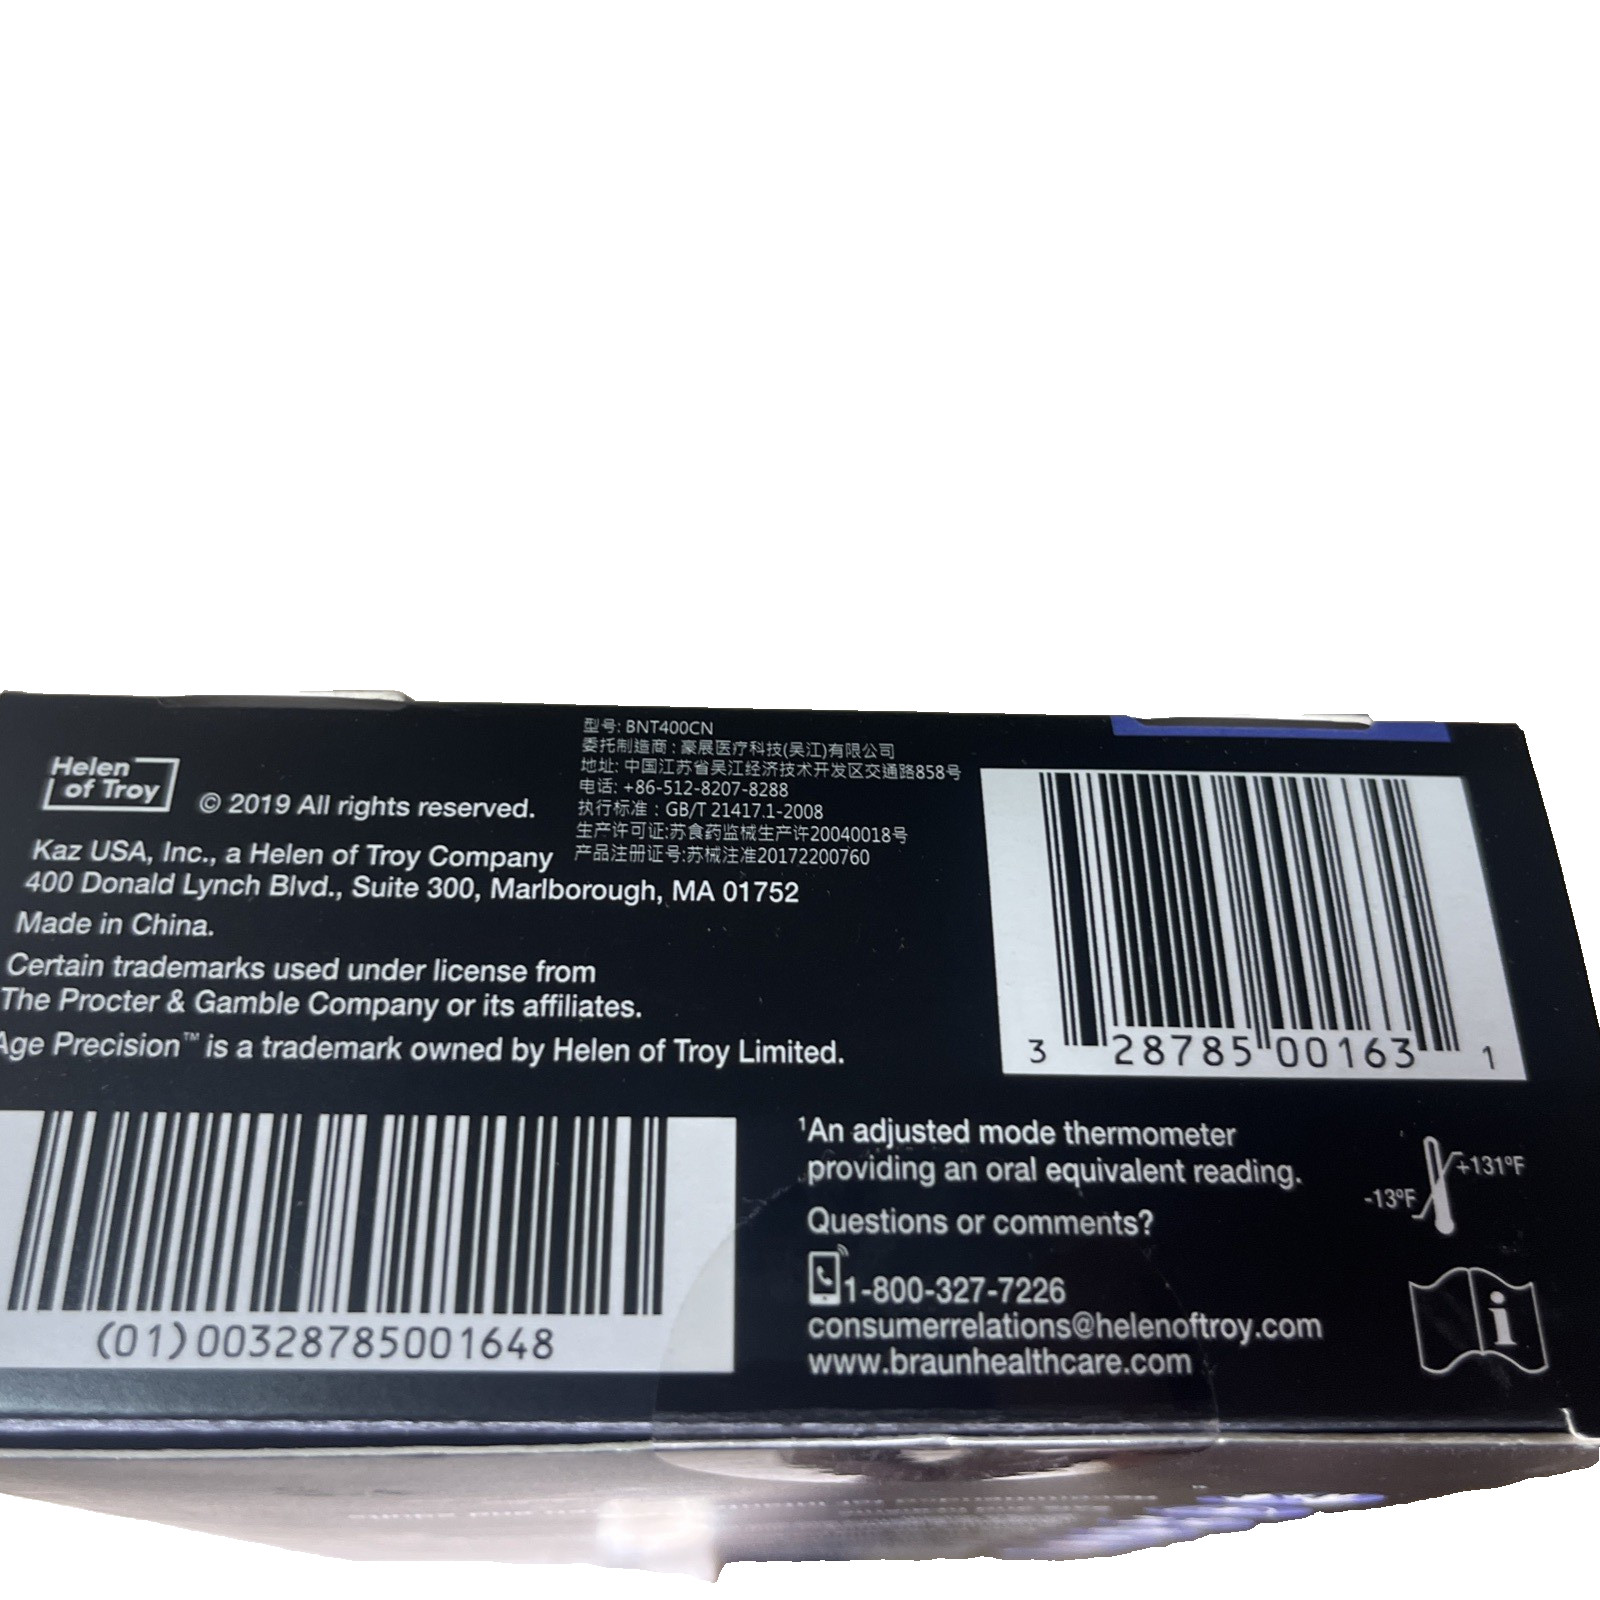 Helen
of Troy
© 2019 All rights reserved.
Kaz USA, Inc., a Helen of Troy Company
400 Donald Lynch Blvd., Suite 300, Marlborough, MA 01752
Made in China.
Certain trademarks used under license from
The Procter & Gamble Company or its affiliates.
Age Precision™ is a trademark owned by Helen of Troy Limited.
型号: BNT400CN
委托制造商 : 豪展医疗科技(吴江)有限公司
地址: 中国江苏省吴江经济技术开发区交通路858号
电话: +86-512-8207-8288
执行标准 : GB/T 21417.1-2008
生产许可证:苏食药监械生产许20040018号
产品注册证号:苏械注准20172200760
3 28785 00163 1
(01)00328785001648
¹An adjusted mode thermometer
providing an oral equivalent reading.
Questions or comments?
1-800-327-7226
consumerrelations@helenoftroy.com
www.braunhealthcare.com
+131ºF
-13ºF